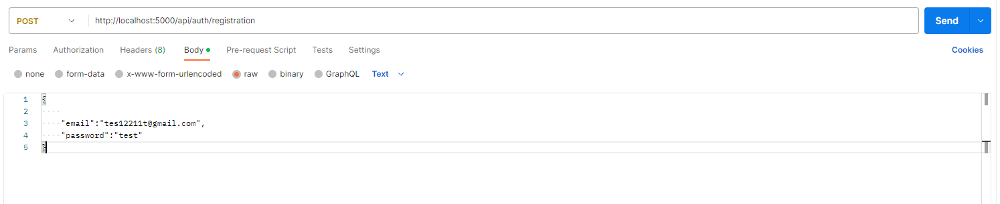 POST http://localhost:5000/api/auth/registration Send
Params Authorization Headers (8) Body Pre-request Script Tests Settings Cookies
none form-data x-www-form-urlencoded raw binary GraphQL Text
1 {
2
3 "email":"tes12211t@gmail.com",
4 "password":"test"
5 }